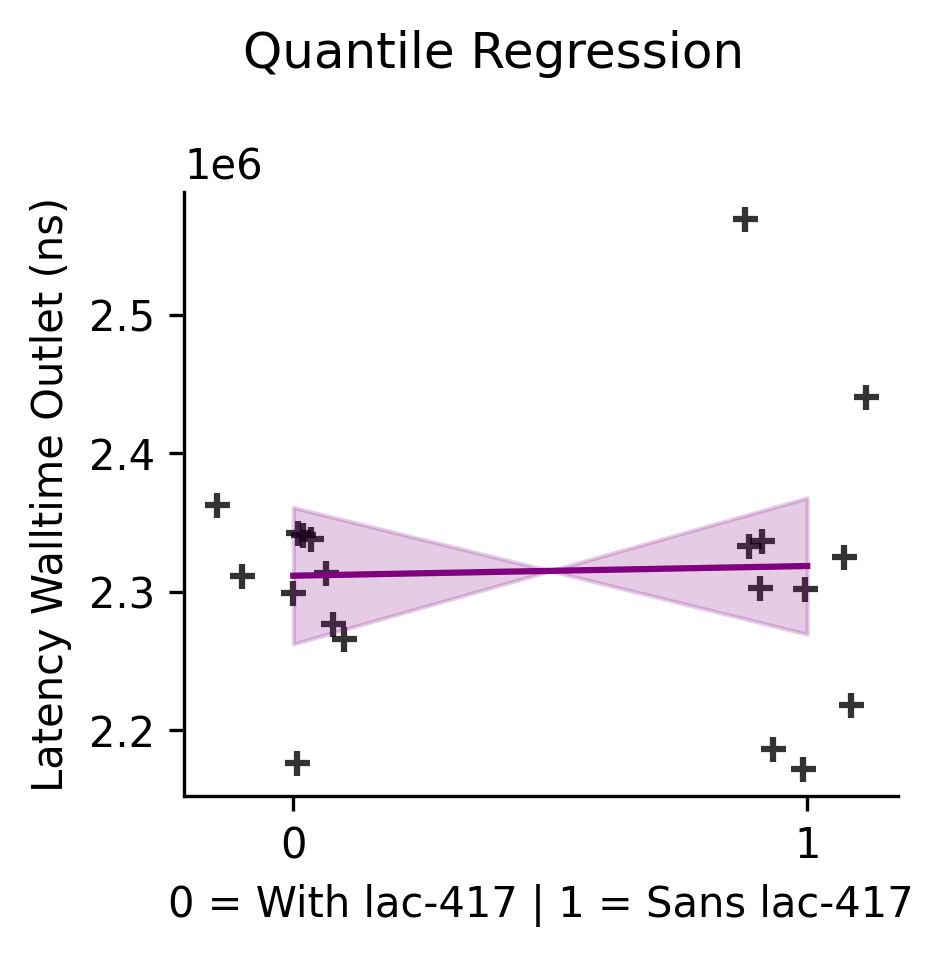 Quantile Regression
1e6
Latency Walltime Outlet (ns)
2.5
2.4
2.3
2.2
0
1
0 = With lac-417 | 1 = Sans lac-417